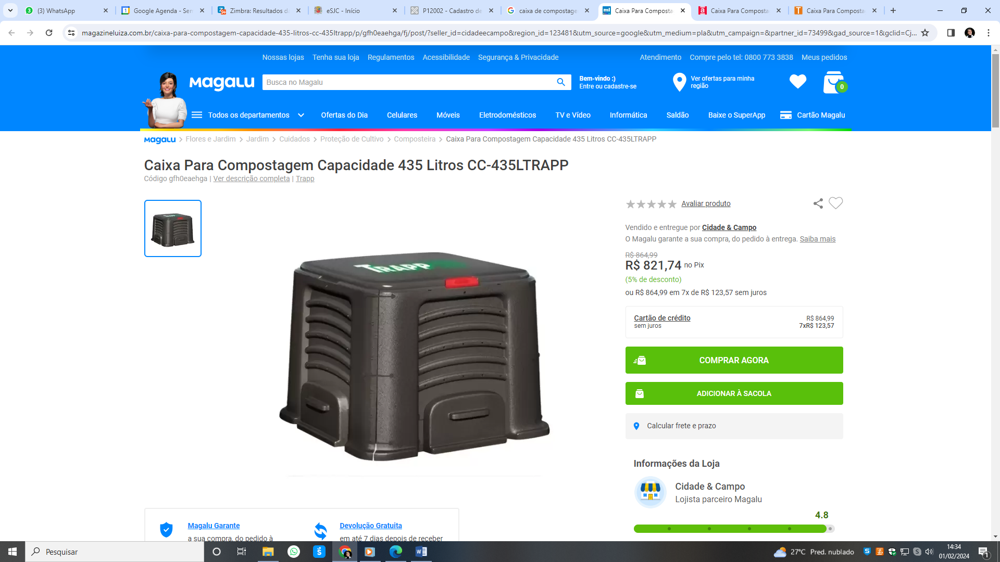 (3) WhatsApp
Google Agenda - Sem
Zimbra: Resultados da
eSJC - Início
P12002 - Cadastro de
caixa de compostage
Caixa Para Composta
Caixa Para Composta
Caixa Para Composta
magazineluiza.com.br/caixa-para-compostagem-capacidade-435-litros-cc-435ltrapp/p/gfh0eaehga/fj/post/?seller_id=cidadeecampo&region_id=123481&utm_source=google&utm_medium=pla&utm_campaign=&partner_id=73499&gad_source=1&gclid=Cj...
Nossas lojas Tenha sua loja Regulamentos Acessibilidade Segurança & Privacidade Atendimento Compre pelo tel: 0800 773 3838 Meus pedidos
Magalu
Busca no Magalu
Bem-vindo :)
Entre ou cadastre-se
Ver ofertas para minha
região
0
Todos os departamentos Ofertas do Dia Celulares Móveis Eletrodomésticos TV e Vídeo Informática Saldão Baixe o SuperApp Cartão Magalu
Magalu > Flores e Jardim > Jardim > Cuidados > Proteção de Cultivo > Composteira > Caixa Para Compostagem Capacidade 435 Litros CC-435LTRAPP
Caixa Para Compostagem Capacidade 435 Litros CC-435LTRAPP
Código gfh0eaehga | Ver descrição completa | Trapp
TRAPP
TRAPP
Avaliar produto
Vendido e entregue por Cidade & Campo
O Magalu garante a sua compra, do pedido à entrega. Saiba mais
R$ 864,99
R$ 821,74 no Pix
(5% de desconto)
ou R$ 864,99 em 7x de R$ 123,57 sem juros
Cartão de crédito R$ 864,99
sem juros 7xR$ 123,57
COMPRAR AGORA
ADICIONAR À SACOLA
Calcular frete e prazo
Informações da Loja
Cidade & Campo
Lojista parceiro Magalu
4.8
Magalu Garante
a sua compra, do pedido à
Devolução Gratuita
em até 7 dias depois de receber
Pesquisar
27°C Pred. nublado
14:34
01/02/2024
1